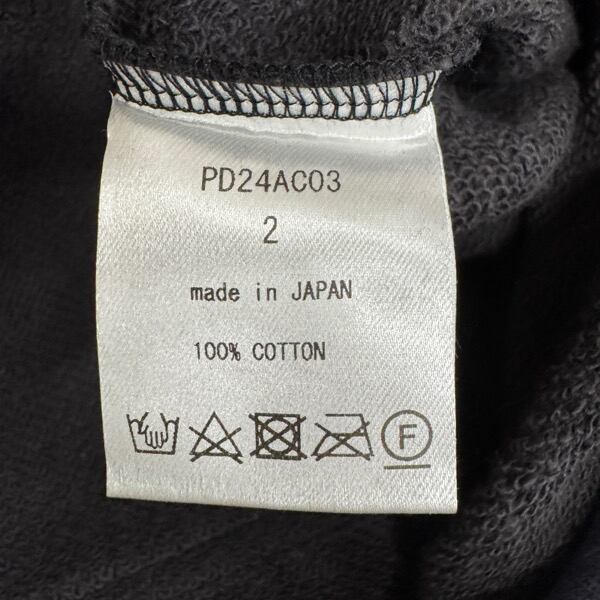 PD24AC03
2
made in JAPAN
100% COTTON
F